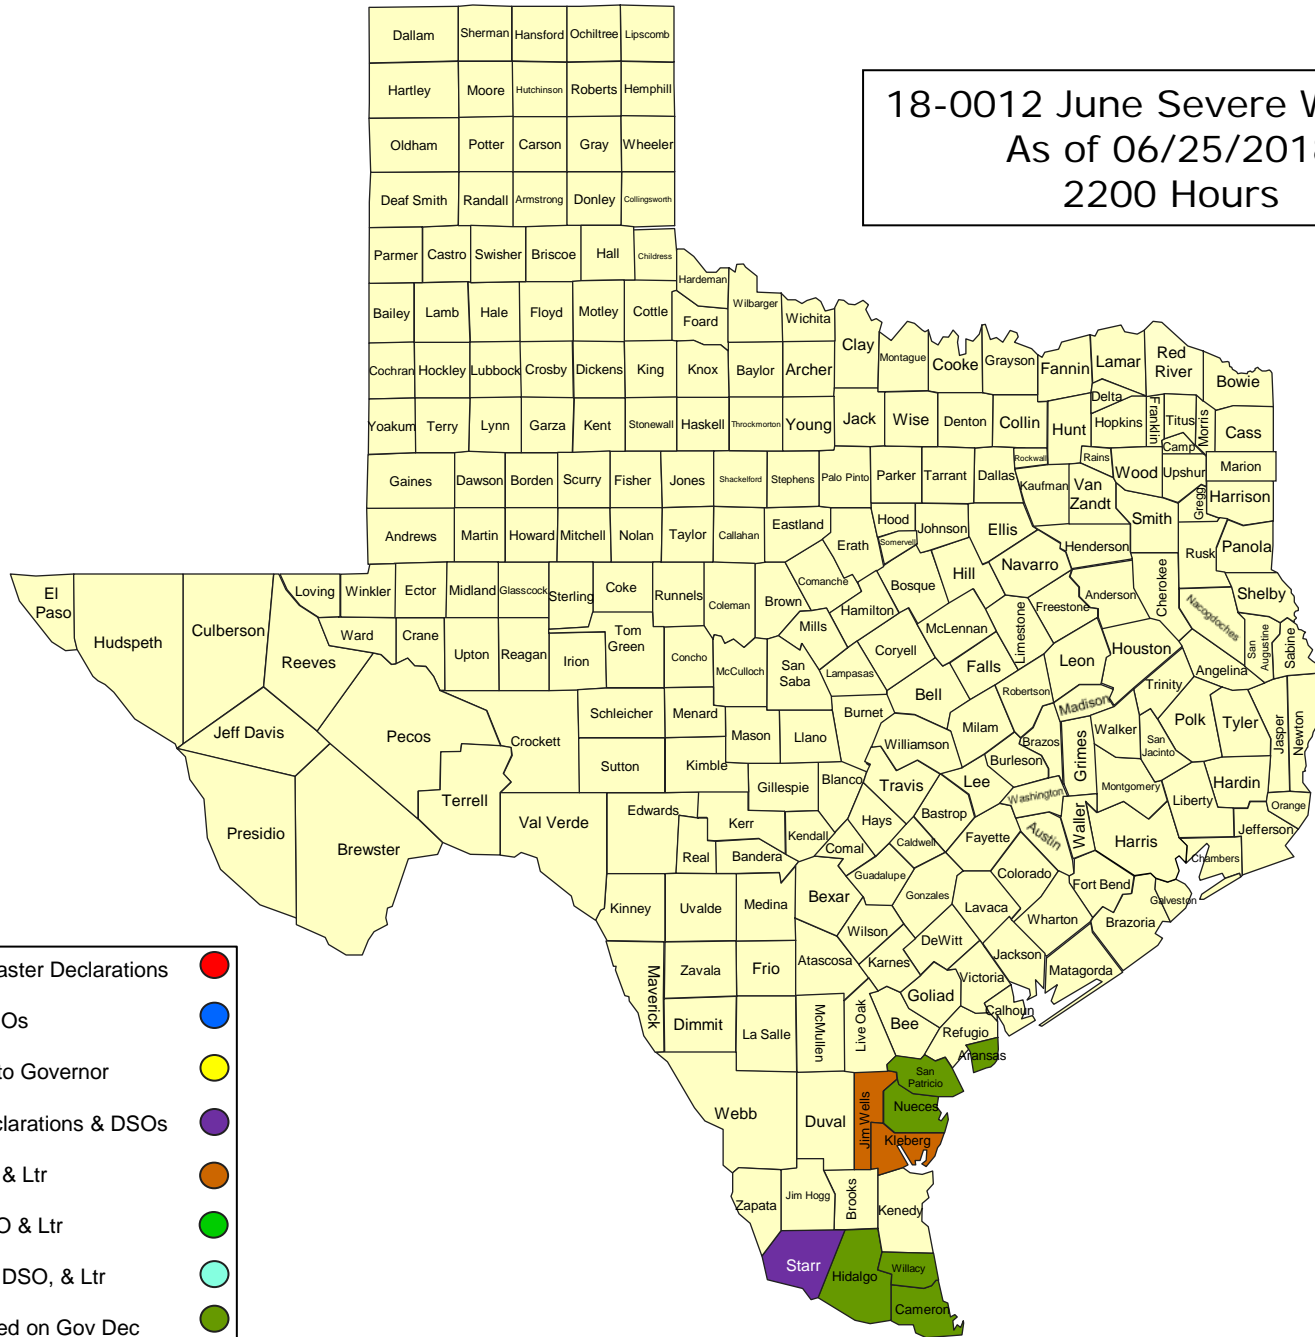 Dallam Sherman Hansford Ochiltree Lipscomb
Hartley Moore Hutchinson Roberts Hemphill
18-0012 June Severe
As of 06/25/201
2200 Hours
Oldham Potter Carson Gray Wheeler
Deaf Smith Randall Armstrong Donley Collingsworth
Parmer Castro Swisher Briscoe Hall Childress
Hardeman
Bailey Lamb Hale Floyd Motley Cottle Foard Wilbarger Wichita
Clay Montague Cooke Grayson Fannin Lamar Red River Bowie
Cochran Hockley Lubbock Crosby Dickens King Knox Baylor Archer
Delta
Yoakum Terry Lynn Garza Kent Stonewall Haskell Throckmorton Young Jack Wise Denton Collin Hunt Hopkins Franklin Titus Morris Cass
Camp
Gaines Dawson Borden Scurry Fisher Jones Shackelford Stephens Palo Pinto Parker Tarrant Dallas Rockwall Kaufman Rains Van Zandt Wood Upshur Marion
Gregg Harrison
Andrews Martin Howard Mitchell Nolan Taylor Callahan Eastland Erath Hood Somervell Johnson Ellis Henderson Smith Rusk Panola
El Paso Hudspeth Culberson Loving Winkler Ector Midland Glasscock Sterling Coke Runnels Coleman Brown Comanche Hamilton Bosque Hill Navarro Freestone Anderson Cherokee Nacogdoches Shelby
Reeves Ward Crane Upton Reagan Irion Tom Green Concho McCulloch San Saba Mills Lampasas Coryell McLennan Limestone Falls Leon Houston Angelina San Augustine Sabine
Jeff Davis Pecos Crockett Schleicher Menard Mason Llano Burnet Bell Milam Robertson Madison Trinity Walker Polk Tyler Jasper Newton
Presidio Brewster Terrell Val Verde Sutton Kimble Gillespie Blanco Williamson Travis Lee Burleson Brazos Grimes San Jacinto Montgomery Liberty Hardin Orange
Edwards Kerr Real Bandera Kendall Comal Hays Caldwell Bastrop Fayette Washington Austin Waller Harris Chambers Jefferson
Kinney Uvalde Medina Bexar Guadalupe Gonzales Lavaca Colorado Wharton Fort Bend Brazoria Galveston
Maverick Zavala Frio Atascosa Wilson Karnes DeWitt Victoria Jackson Matagorda
Dimmit La Salle McMullen Live Oak Bee Goliad Refugio Calhoun Aransas
Webb Duval Jim Wells San Patricio Nueces Kleberg
Zapata Jim Hogg Brooks Kenedy
Starr Hidalgo Willacy Cameron
aster Declarations
Os
to Governor
clarations & DSOs
& Ltr
O & Ltr
DSO, & Ltr
ed on Gov Dec